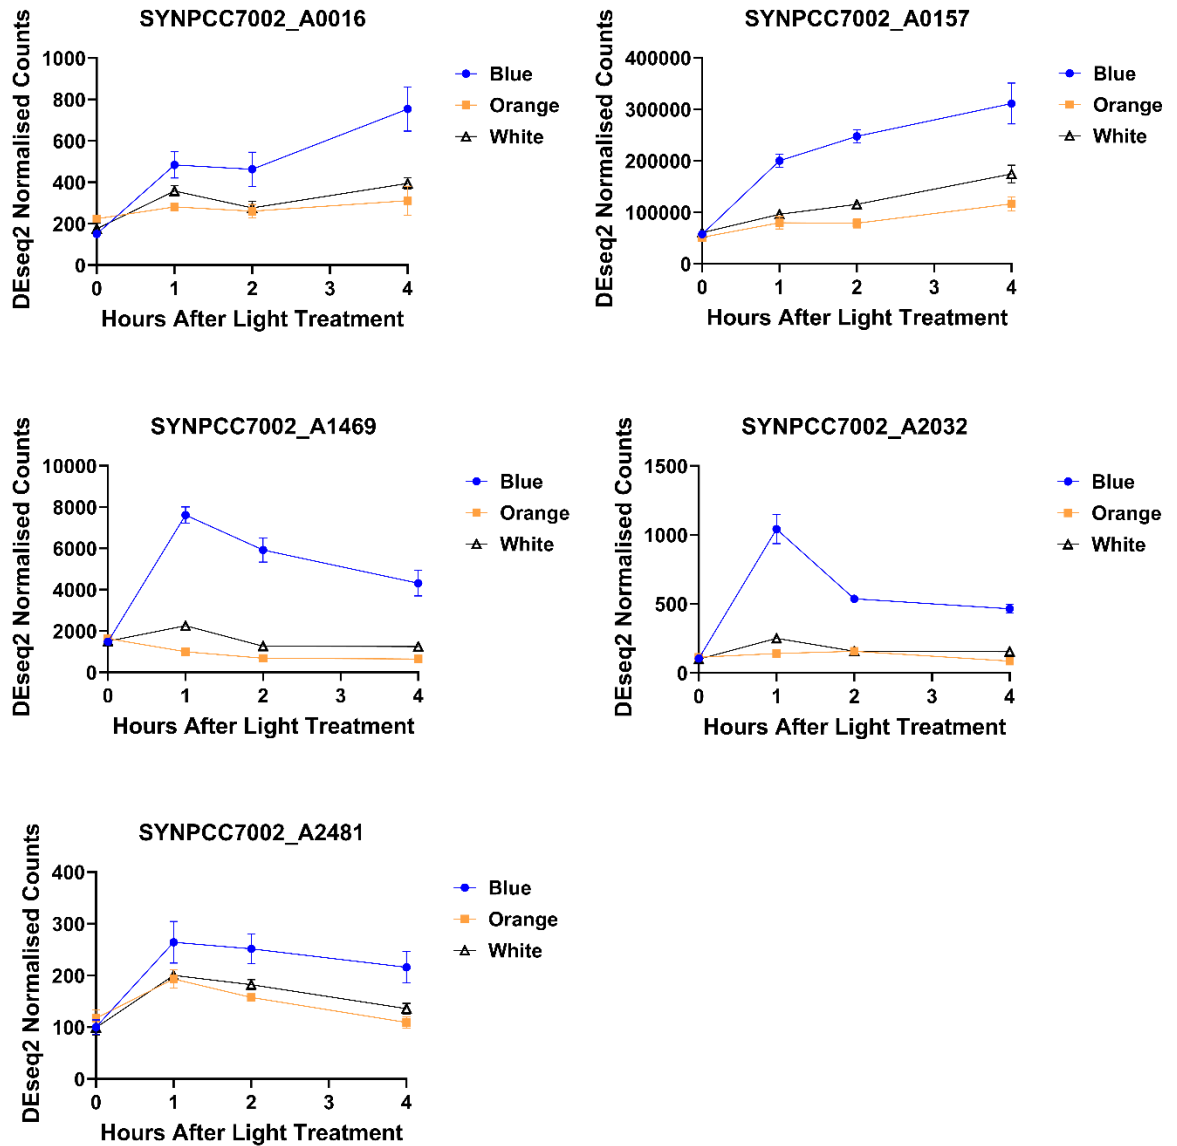 SYNPCC7002_A0016
DEseq2 Normalised Counts
1000
800
600
400
200
0
0 1 2 3 4
Hours After Light Treatment
Blue
Orange
White
SYNPCC7002_A0157
DEseq2 Normalised Counts
400000
300000
200000
100000
0
0 1 2 3 4
Hours After Light Treatment
Blue
Orange
White
SYNPCC7002_A1469
DEseq2 Normalised Counts
10000
8000
6000
4000
2000
0
0 1 2 3 4
Hours After Light Treatment
Blue
Orange
White
SYNPCC7002_A2032
DEseq2 Normalised Counts
1500
1000
500
0
0 1 2 3 4
Hours After Light Treatment
Blue
Orange
White
SYNPCC7002_A2481
DEseq2 Normalised Counts
400
300
200
100
0
0 1 2 3 4
Hours After Light Treatment
Blue
Orange
White